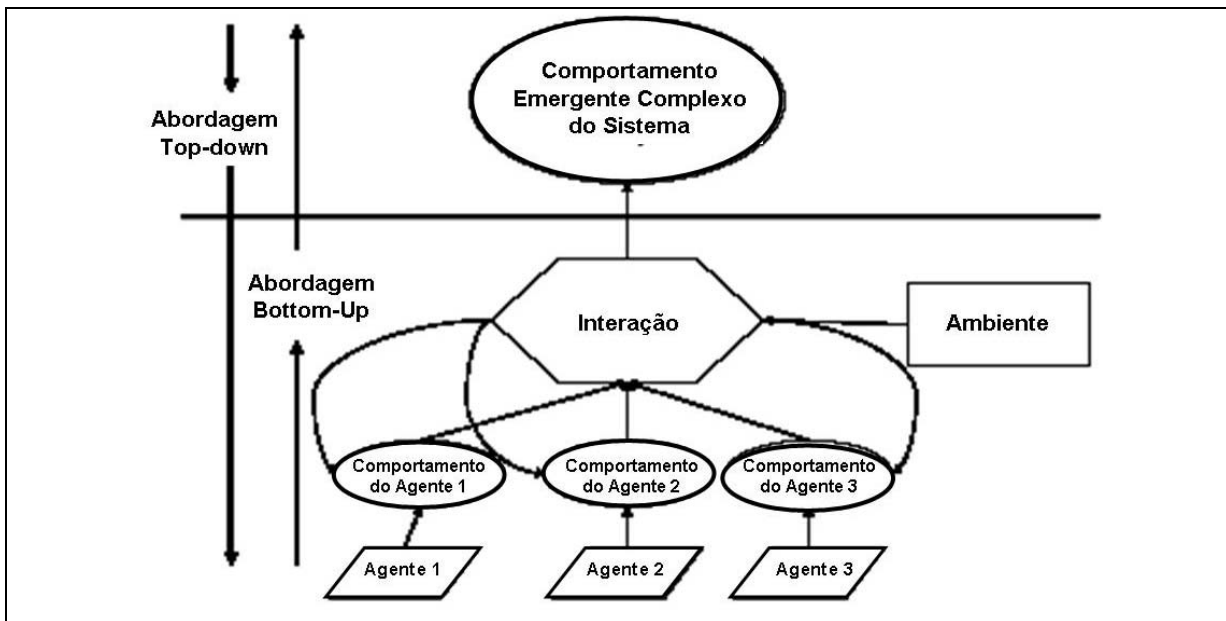 Comportamento
Emergente Complexo
do Sistema
Abordagem
Top-down
Abordagem
Bottom-Up
Interação
Ambiente
Comportamento
do Agente 1
Comportamento
do Agente 2
Comportamento
do Agente 3
Agente 1
Agente 2
Agente 3